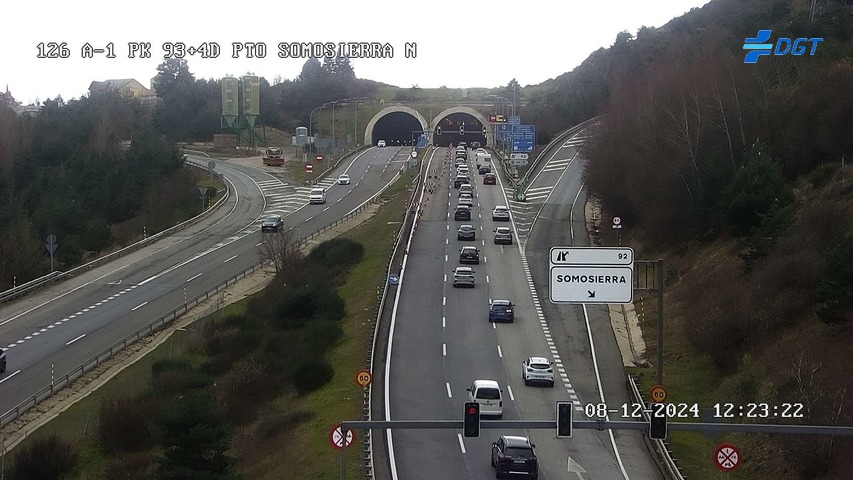 126 A-1 PK 93+4D PTO SOMOSIERRA N
DGT
92
SOMOSIERRA
60
60
08-12-2024 12:23:22